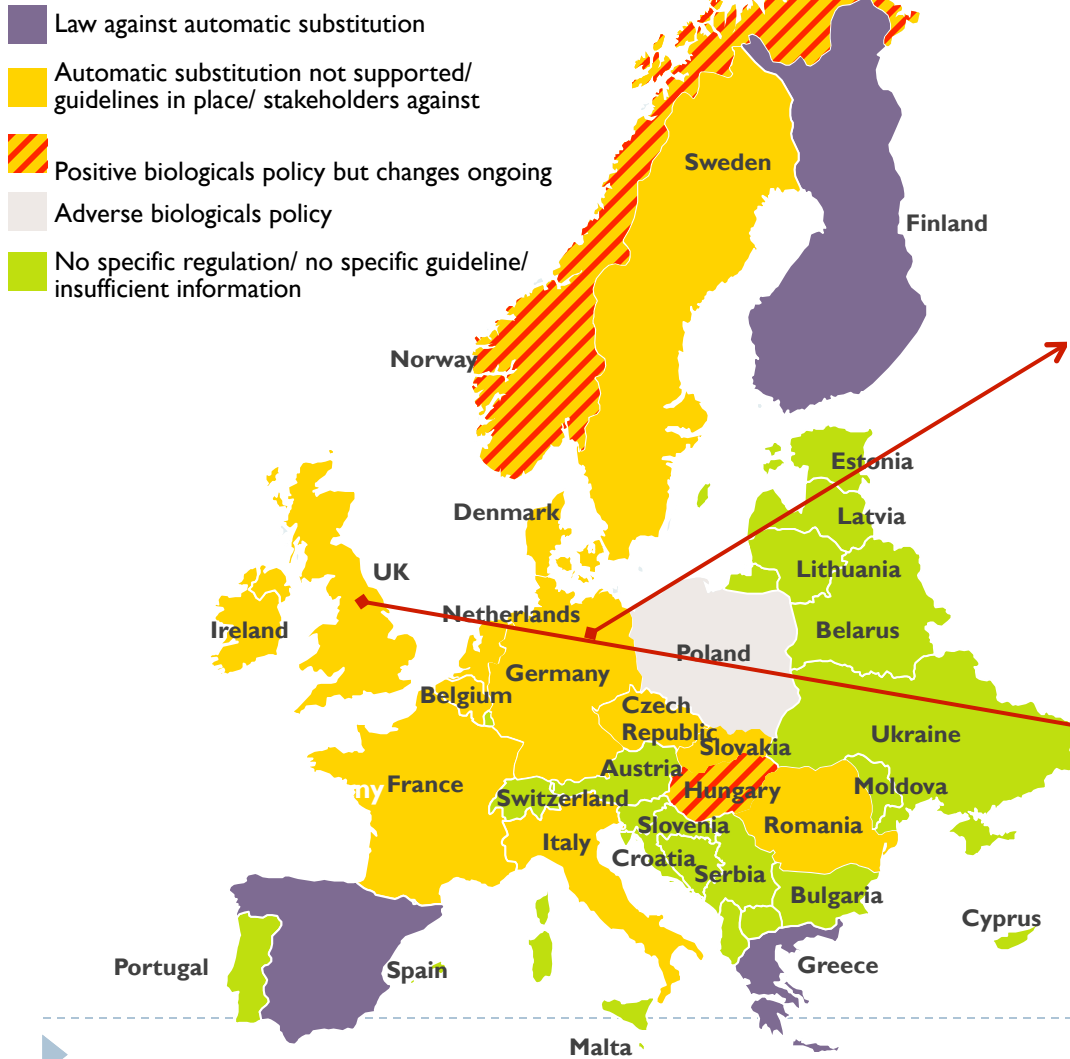 Law against automatic substitution
Automatic substitution not supported/
guidelines in place/ stakeholders against
Positive biologicals policy but changes ongoing
Adverse biologicals policy
No specific regulation/ no specific guideline/
insufficient information
Sweden
Finland
Norway
Estonia
Denmark
Latvia
UK
Lithuania
Netherlands
Ireland
Belarus
Poland
Germany
Belgium
Czech
Republic
Slovakia
Ukraine
Austria
ny
France
Switzerland
Hungary
Moldova
Slovenia
Romania
Italy
Croatia
Serbia
Bulgaria
Cyprus
Portugal
Spain
Greece
Malta